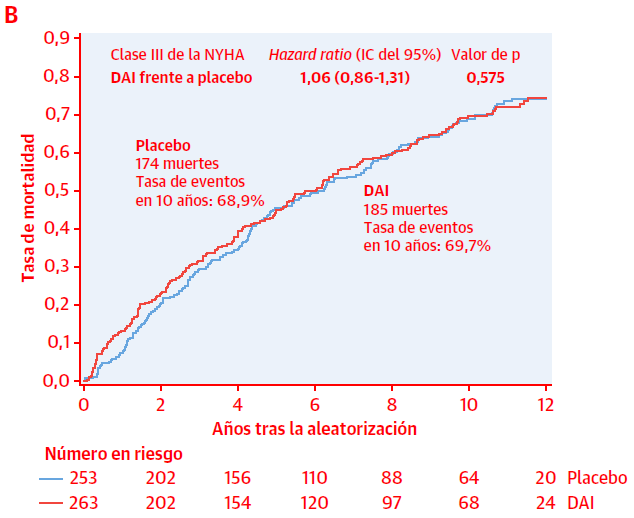 B
Clase III de la NYHA Hazard ratio (IC del 95%) Valor de p
DAI frente a placebo 1,06 (0,86-1,31) 0,575
Placebo
174 muertes
Tasa de eventos
en 10 años: 68,9%
DAI
185 muertes
Tasa de eventos
en 10 años: 69,7%
Tasa de mortalidad
0,9
0,8
0,7
0,6
0,5
0,4
0,3
0,2
0,1
0,0
0 2 4 6 8 10 12
Años tras la aleatorización
Número en riesgo
253 202 156 110 88 64 20 Placebo
263 202 154 120 97 68 24 DAI